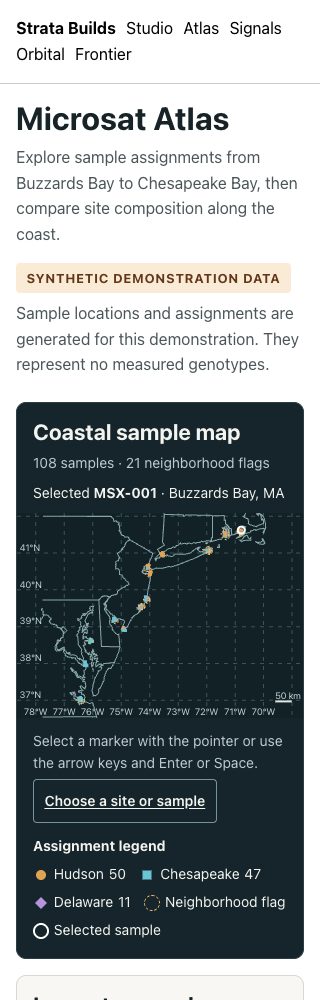 Strata Builds Studio Atlas Signals
Orbital Frontier
Microsat Atlas
Explore sample assignments from
Buzzards Bay to Chesapeake Bay, then
compare site composition along the
coast.
SYNTHETIC DEMONSTRATION DATA
Sample locations and assignments are
generated for this demonstration. They
represent no measured genotypes.
Coastal sample map
108 samples · 21 neighborhood flags
Selected MSX-001 · Buzzards Bay, MA
41°N
40°N
39°N
38°N
37°N
50 km
78°W 77°W 76°W 75°W 74°W 73°W 72°W 71°W 70°W
Select a marker with the pointer or use
the arrow keys and Enter or Space.
Choose a site or sample
Assignment legend
Hudson 50 Chesapeake 47
Delaware 11 Neighborhood flag
Selected sample